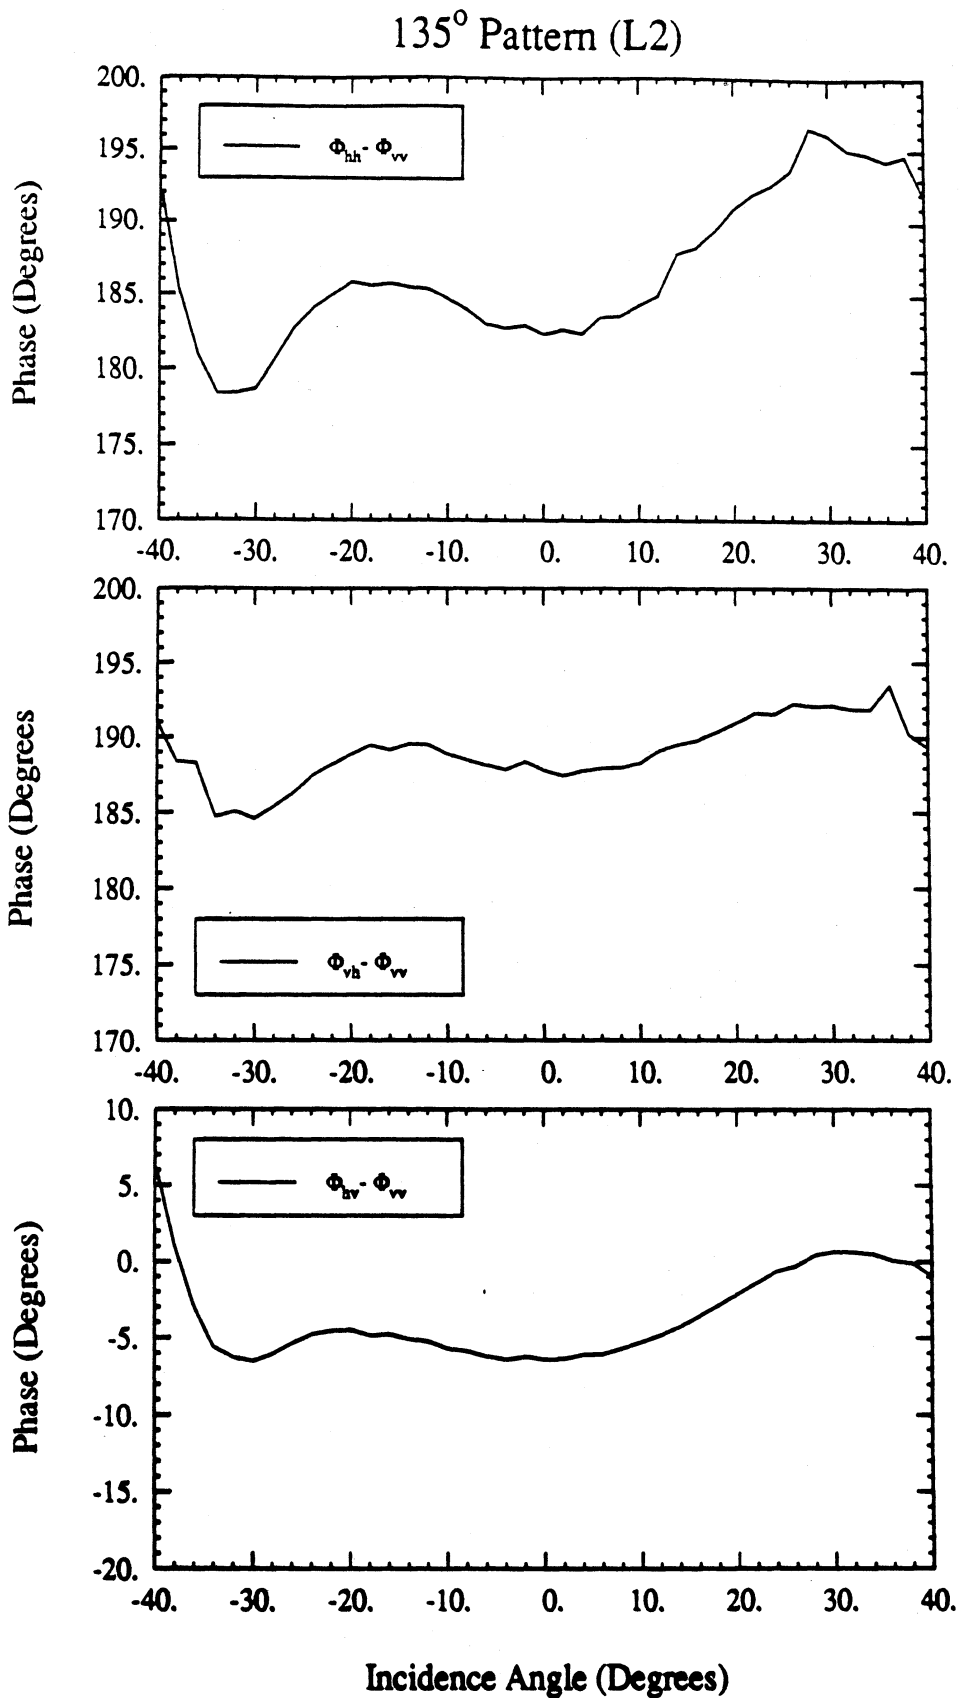 135° Pattern (L2)
Phase (Degrees)
200.
195.
190.
185.
180.
175.
170.
Φhh- Φvv
-40. -30. -20. -10. 0. 10. 20. 30. 40.
Phase (Degrees
200.
195.
190.
185.
180.
175.
170.
Φvh- Φvv
-40. -30. -20. -10. 0. 10. 20. 30. 40.
Phase (Degrees)
10.
5.
0.
-5.
-10.
-15.
-20.
Φhv- Φvv
-40. -30. -20. -10. 0. 10. 20. 30. 40.
Incidence Angle (Degrees)